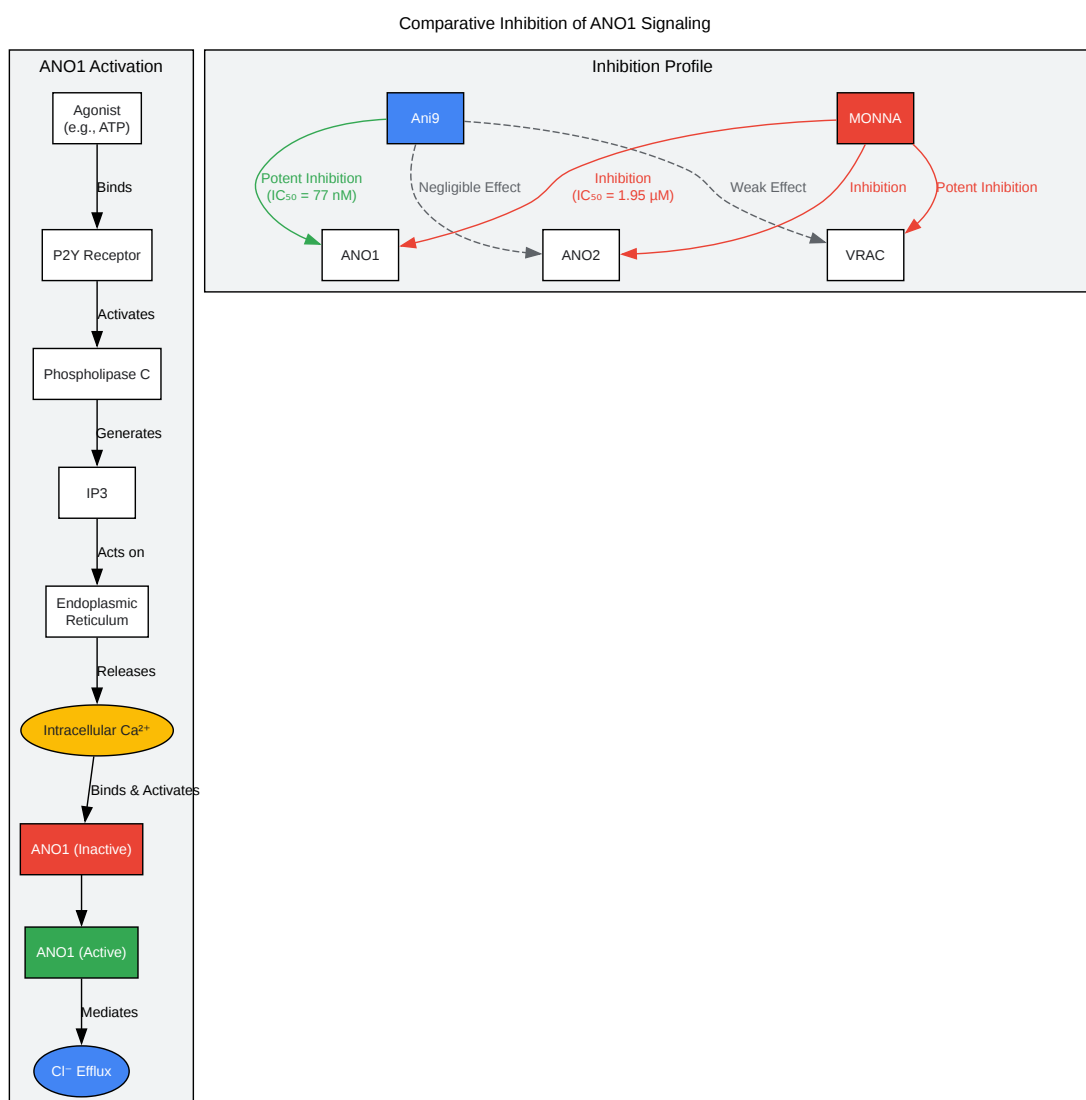 Comparative Inhibition of ANO1 Signaling
ANO1 Activation
Agonist
(e.g., ATP)
Binds
P2Y Receptor
Activates
Phospholipase C
Generates
IP3
Acts on
Endoplasmic
Reticulum
Releases
Intracellular Ca²⁺
Binds & Activates
ANO1 (Inactive)
ANO1 (Active)
Mediates
Cl⁻ Efflux
Inhibition Profile
Ani9
MONNA
Potent Inhibition
(IC₅₀ = 77 nM)
Negligible Effect
Inhibition
(IC₅₀ = 1.95 µM)
Weak Effect
Inhibition
Potent Inhibition
ANO1
ANO2
VRAC